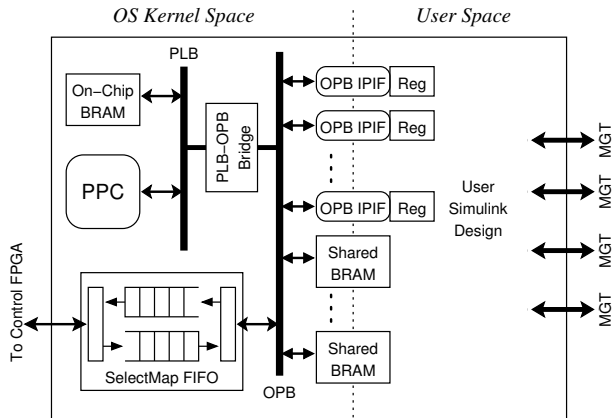 OS Kernel Space
User Space
PLB
On-Chip
BRAM
PLB-OPB
Bridge
PPC
OPB IPIF
Reg
OPB IPIF
Reg
OPB IPIF
Reg
Shared
BRAM
Shared
BRAM
User
Simulink
Design
MGT
MGT
MGT
MGT
To Control FPGA
SelectMap FIFO
OPB